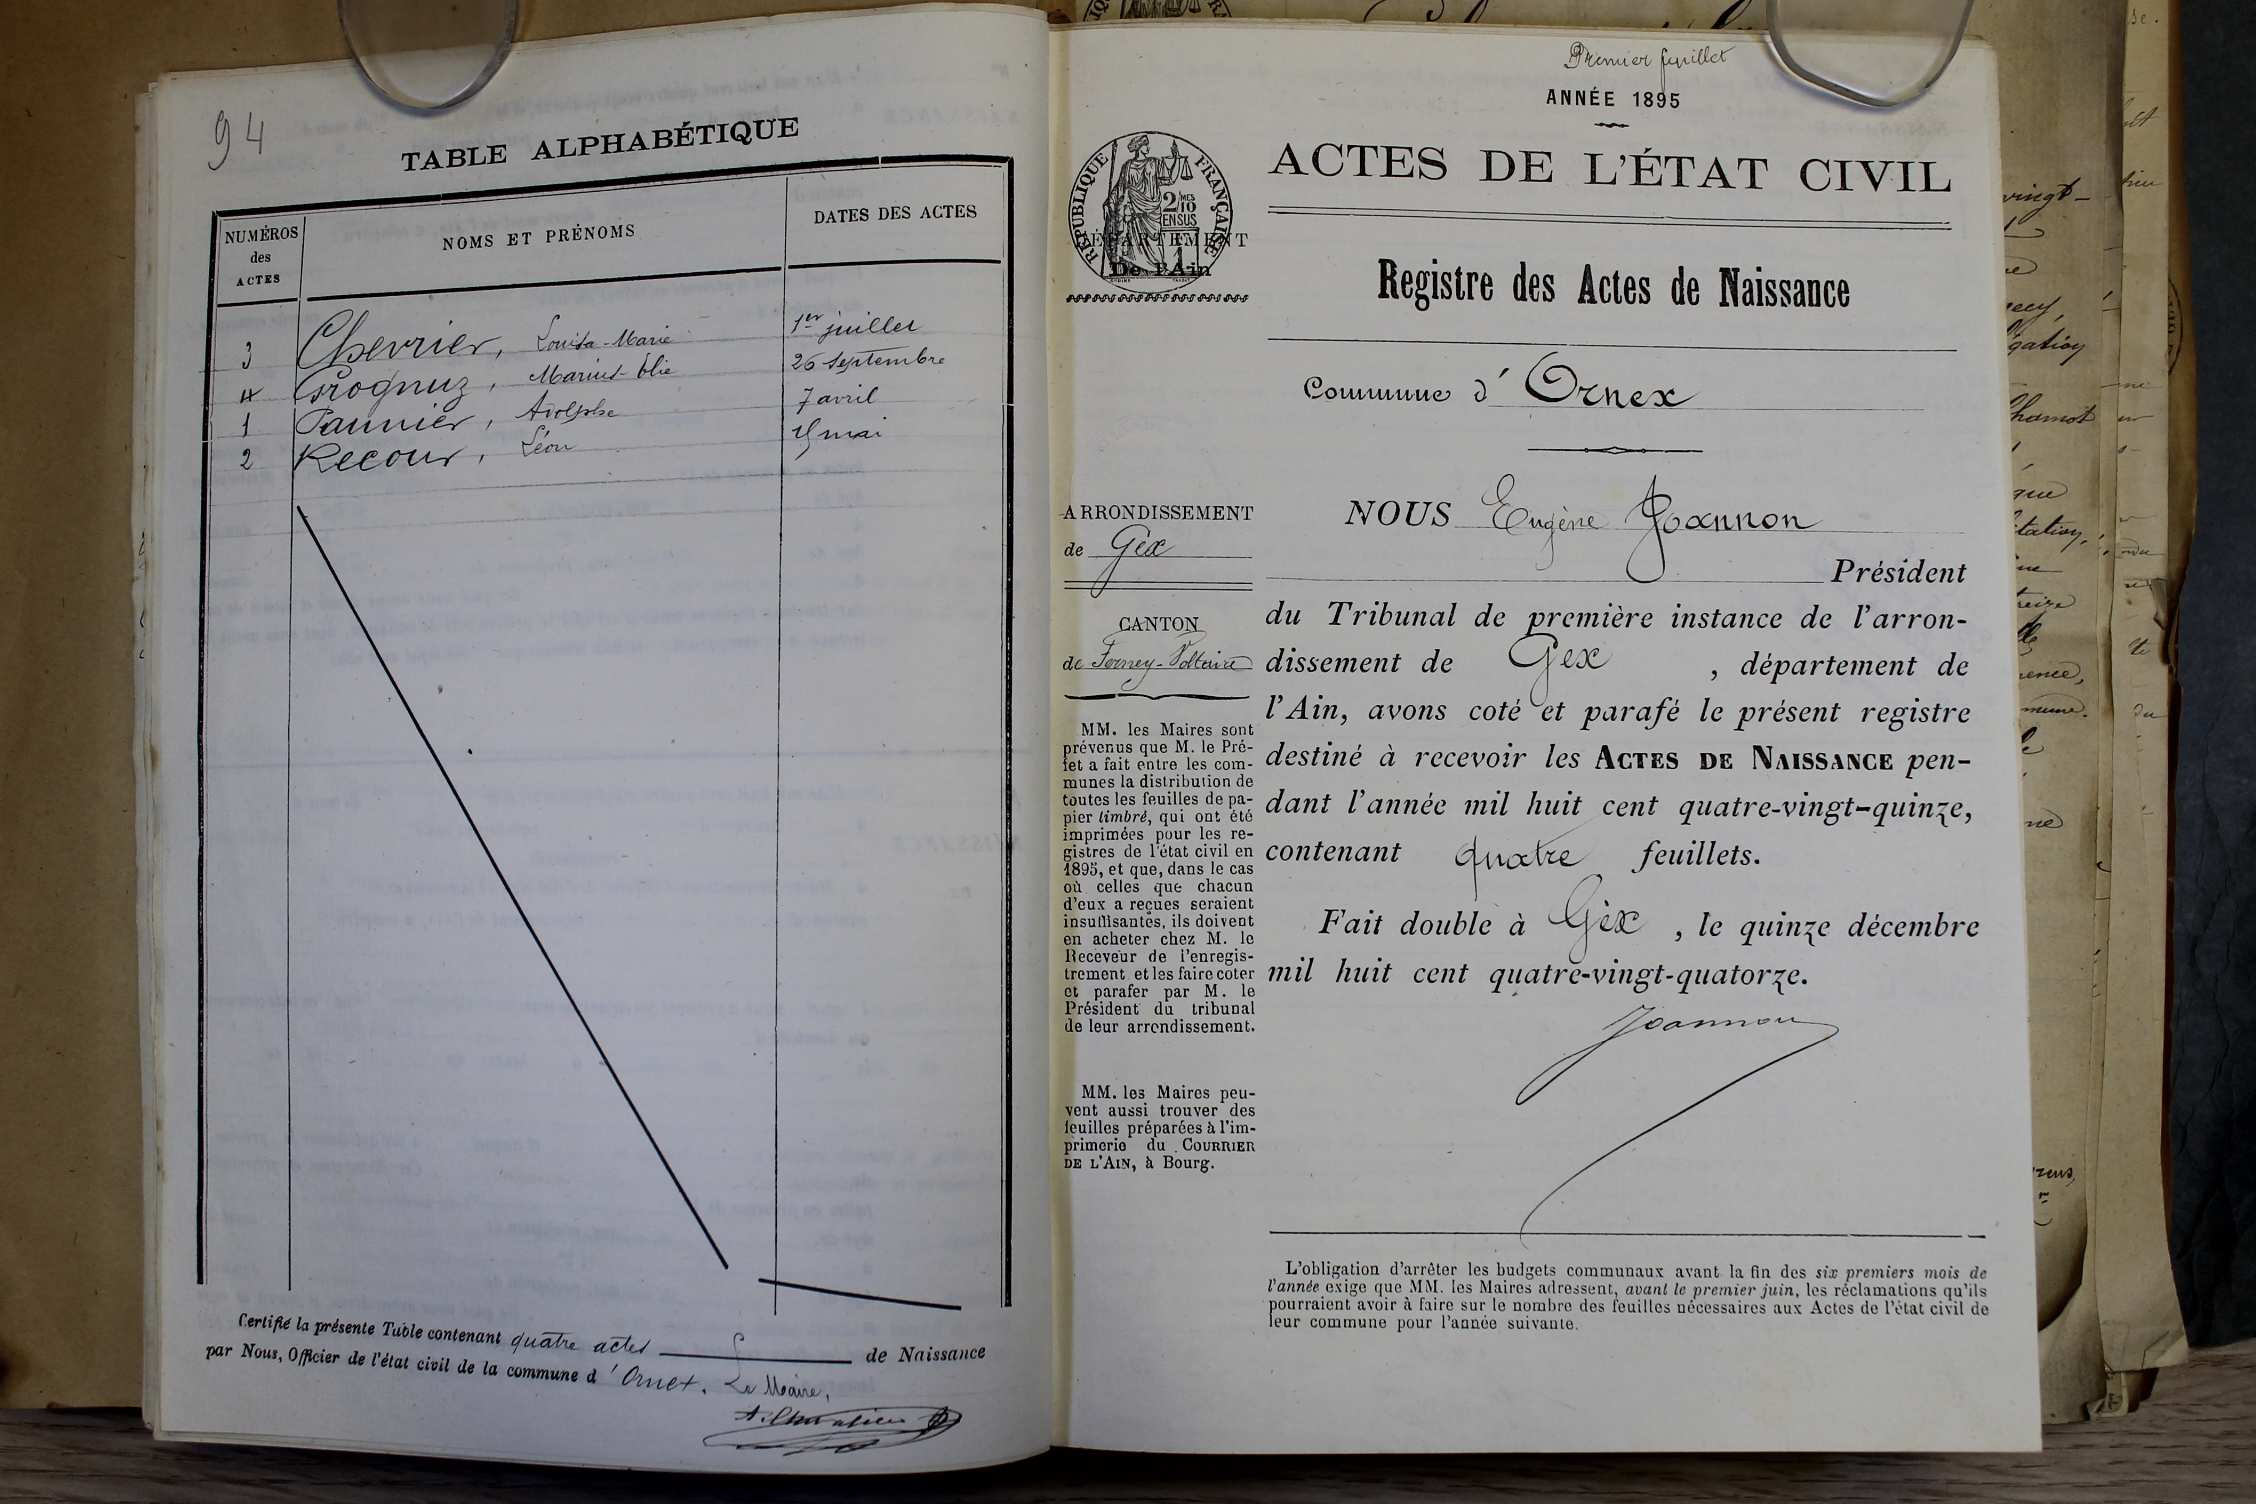 94
TABLE ALPHABÉTIQUE
NUMÉROS
des
ACTES
NOMS ET PRÉNOMS
DATES DES ACTES
3 Chevrier, Louisa-Marie 1er juillet
4 Grognuz, Marius-Elie 26 septembre
1 Pannier, Adolphe 7 avril
2 Recour, Léon mai
Certifié la présente Table contenant quatre actes de Naissance
par Nous, Officier de l'état civil de la commune d'Ornex. Le Maire,
Premier feuillet
ANNÉE 1895
RÉPUBLIQUE FRANÇAISE
2/10
MES
EN SUS
DÉPARTEMENT
De l'Ain
ACTES DE L'ÉTAT CIVIL
Registre des Actes de Naissance
Commune d'Ornex
ARRONDISSEMENT
de Gex
CANTON
de Ferney-Voltaire
MM. les Maires sont
prévenus que M. le Pré-
fet a fait entre les com-
munes la distribution de
toutes les feuilles de pa-
pier timbré, qui ont été
imprimées pour les re-
gistres de l'état civil en
1895, et que, dans le cas
où celles que chacun
d'eux a reçues seraient
insuffisantes, ils doivent
en acheter chez M. le
Receveur de l'enregis-
trement et les faire coter
et parafer par M. le
Président du tribunal
de leur arrondissement.
MM. les Maires peu-
vent aussi trouver des
feuilles préparées à l'im-
primerie du COURRIER
DE L'AIN, à Bourg.
NOUS Eugène Joannon
Président
du Tribunal de première instance de l'arron-
dissement de Gex , département de
l'Ain, avons coté et parafé le présent registre
destiné à recevoir les ACTES DE NAISSANCE pen-
dant l'année mil huit cent quatre-vingt-quinze,
contenant quatre feuillets.
Fait double à Gex , le quinze décembre
mil huit cent quatre-vingt-quatorze.
Joannon
L'obligation d'arrêter les budgets communaux avant la fin des six premiers mois de
l'année exige que MM. les Maires adressent, avant le premier juin, les réclamations qu'ils
pourraient avoir à faire sur le nombre des feuilles nécessaires aux Actes de l'état civil de
leur commune pour l'année suivante.